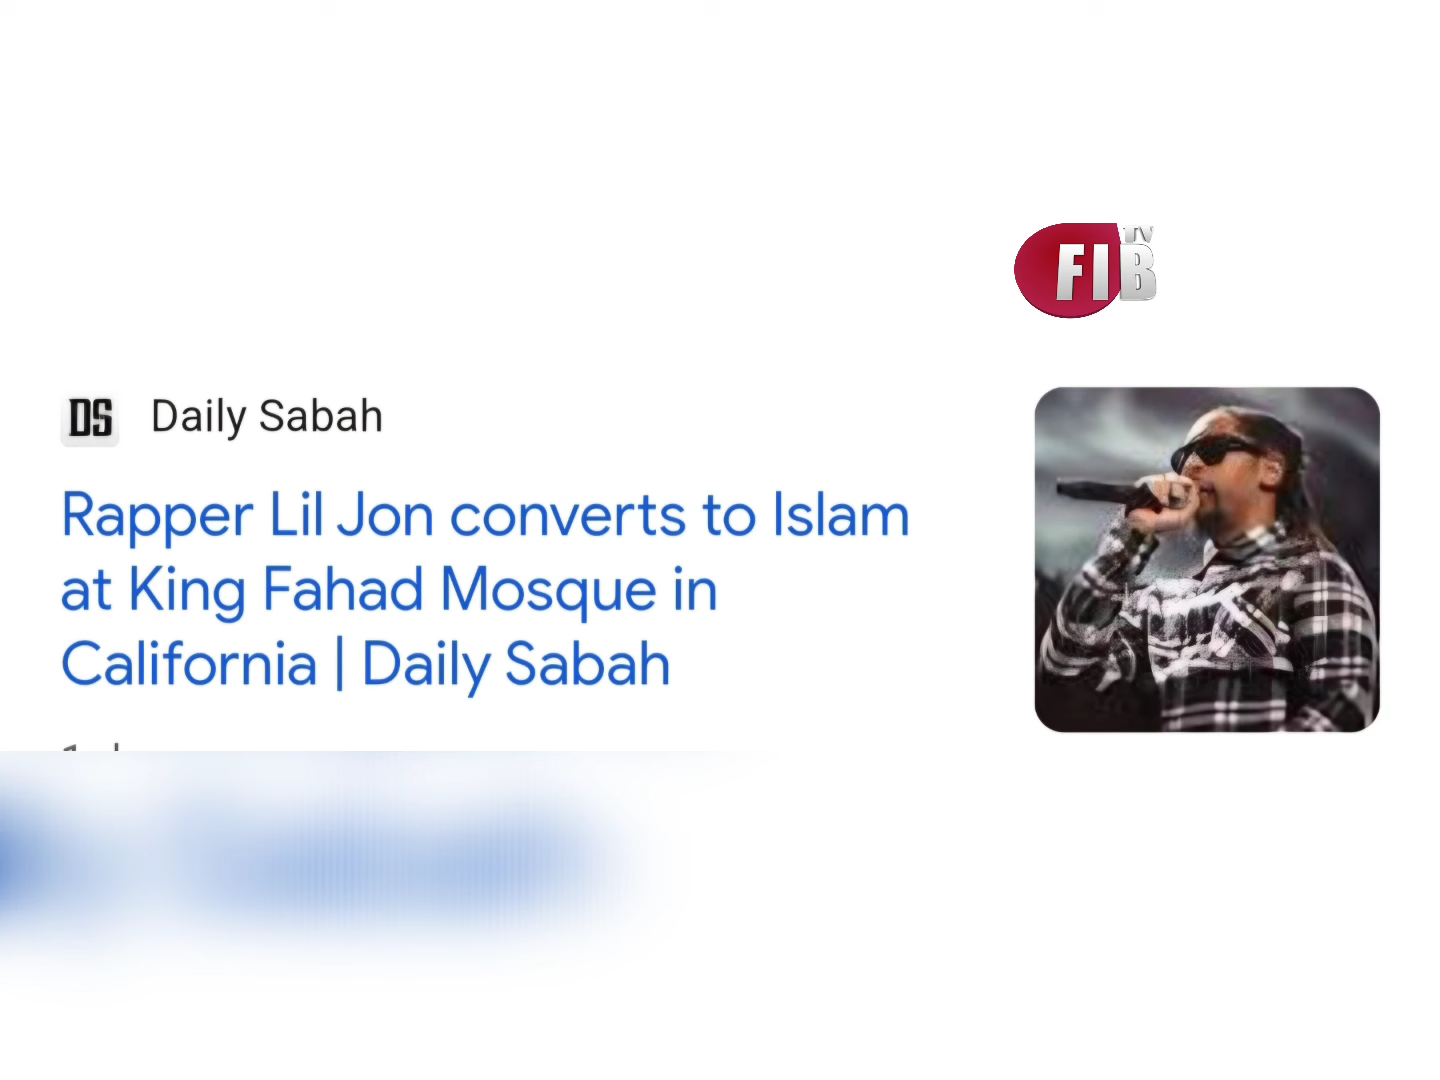 TV
FIB
DS Daily Sabah
Rapper Lil Jon converts to Islam
at King Fahad Mosque in
California | Daily Sabah